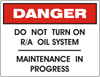 DANGER
DO NOT TURN ON
R/A OIL SYSTEM
MAINTENANCE IN
PROGRESS